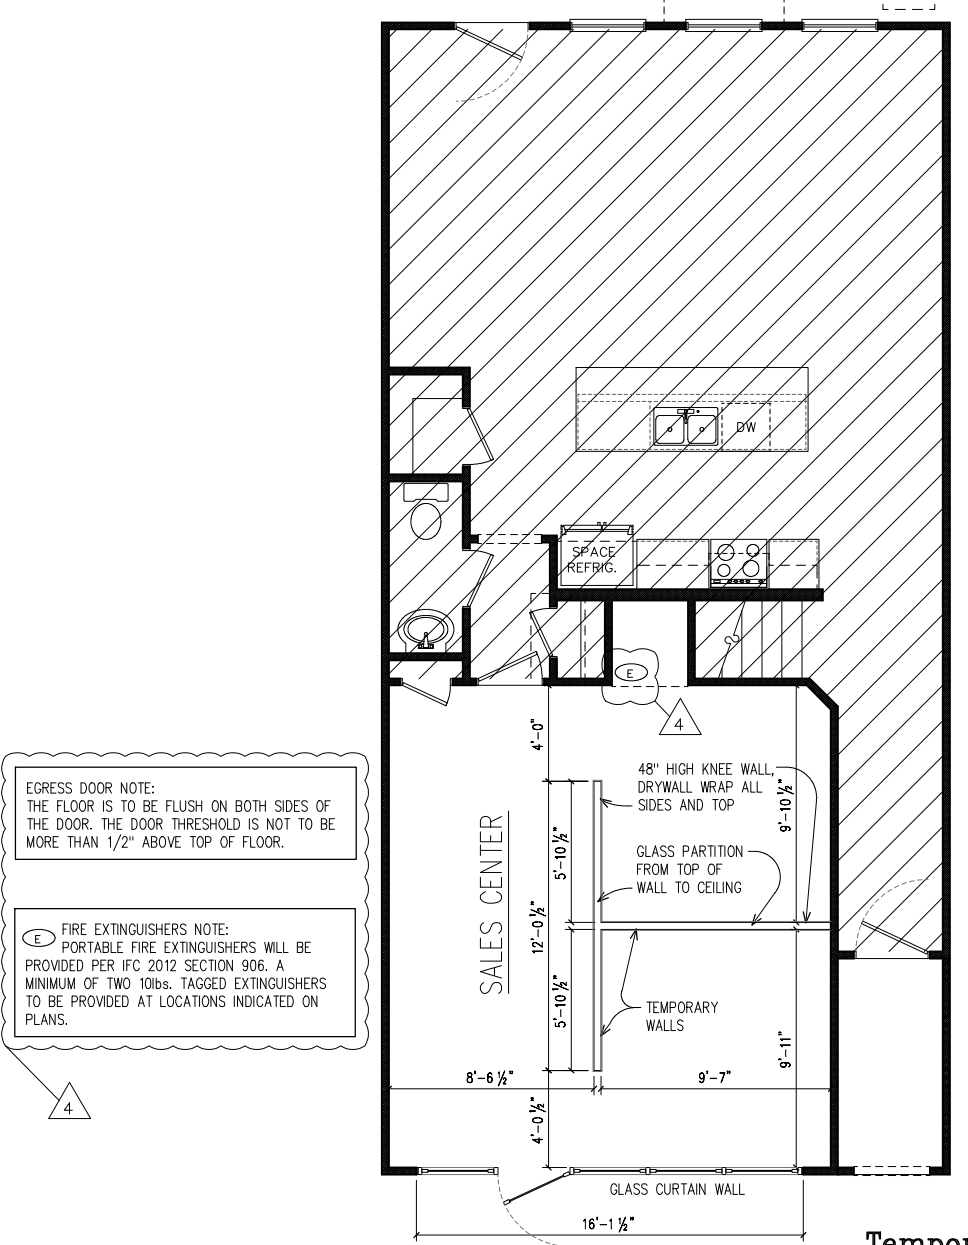 DW
SPACE
REFRIG.
E
4
4'-0"
48" HIGH KNEE WALL,
DRYWALL WRAP ALL
SIDES AND TOP
9'-10 ½"
GLASS PARTITION
FROM TOP OF
WALL TO CEILING
5'-10 ½"
12'-0 ½"
SALES CENTER
5'-10 ½"
TEMPORARY
WALLS
9'-11"
8'-6 ½"
9'-7"
4'-0 ½"
GLASS CURTAIN WALL
16'-1 ½"
EGRESS DOOR NOTE:
THE FLOOR IS TO BE FLUSH ON BOTH SIDES OF
THE DOOR. THE DOOR THRESHOLD IS NOT TO BE
MORE THAN 1/2" ABOVE TOP OF FLOOR.
E FIRE EXTINGUISHERS NOTE:
PORTABLE FIRE EXTINGUISHERS WILL BE
PROVIDED PER IFC 2012 SECTION 906. A
MINIMUM OF TWO 10lbs. TAGGED EXTINGUISHERS
TO BE PROVIDED AT LOCATIONS INDICATED ON
PLANS.
4